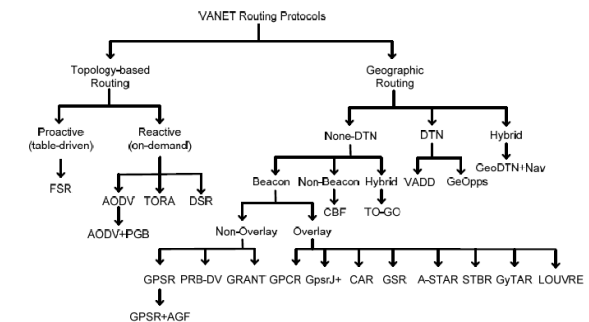 VANET Routing Protocols
Topology-based
Routing
Geographic
Routing
Proactive
(table-driven)
Reactive
(on-demand)
None-DTN
DTN
Hybrid
FSR
AODV
TORA
DSR
Beacon
Non-Beacon
Hybrid
VADD
GeOpps
GeoDTN+Nav
AODV+PGB
CBF
TO-GO
Non-Overlay
Overlay
GPSR
PRB-DV
GRANT
GPCR
GpsrJ+
CAR
GSR
A-STAR
STBR
GyTAR
LOUVRE
GPSR+AGF